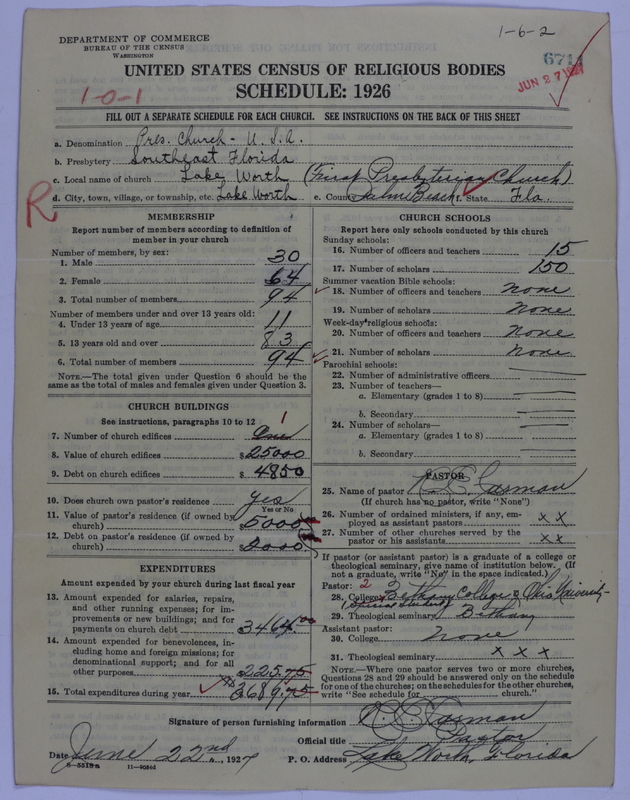 1-6-2
DEPARTMENT OF COMMERCE
BUREAU OF THE CENSUS
WASHINGTON
6714
JUN 27 1927
UNITED STATES CENSUS OF RELIGIOUS BODIES
SCHEDULE: 1926
1-0-1
FILL OUT A SEPARATE SCHEDULE FOR EACH CHURCH. SEE INSTRUCTIONS ON THE BACK OF THIS SHEET
a. Denomination Pres. Church - U.S.A.
b. Presbytery Southeast Florida
c. Local name of church Lake Worth (First Presbyterian Church)
d. City, town, village, or township, etc. Lake Worth e. County Palm Beach f. State Fla.
R
MEMBERSHIP
Report number of members according to definition of
member in your church
Number of members, by sex:
1. Male 30
2. Female 64
3. Total number of members 94
Number of members under and over 13 years old:
4. Under 13 years of age 11
5. 13 years old and over 83
6. Total number of members 94
NOTE.—The total given under Question 6 should be the
same as the total of males and females given under Question 3.
CHURCH BUILDINGS
See instructions, paragraphs 10 to 12
7. Number of church edifices One 1
8. Value of church edifices $25000
9. Debt on church edifices $4850
10. Does church own pastor's residence yes
Yes or No
11. Value of pastor's residence (if owned by
church) $5000
12. Debt on pastor's residence (if owned by
church) $2000
EXPENDITURES
Amount expended by your church during last fiscal year
13. Amount expended for salaries, repairs,
and other running expenses; for im-
provements or new buildings; and for
payments on church debt 3464.00
14. Amount expended for benevolences, in-
cluding home and foreign missions; for
denominational support; and for all
other purposes 225.75
15. Total expenditures during year 3689.75
CHURCH SCHOOLS
Report here only schools conducted by this church
Sunday schools:
16. Number of officers and teachers 15
17. Number of scholars 150
Summer vacation Bible schools:
18. Number of officers and teachers none
19. Number of scholars None
Week-day religious schools:
20. Number of officers and teachers None
21. Number of scholars None
Parochial schools:
22. Number of administrative officers
23. Number of teachers—
a. Elementary (grades 1 to 8)
b. Secondary
24. Number of scholars—
a. Elementary (grades 1 to 8)
b. Secondary
PASTOR
25. Name of pastor
(If church has no pastor, write "None")
26. Number of ordained ministers, if any, em-
ployed as assistant pastors x x
27. Number of other churches served by the
pastor or his assistants x x
If pastor (or assistant pastor) is a graduate of a college or
theological seminary, give name of institution below. (If
not a graduate, write "No" in the space indicated.)
Pastor: 2
28. College Bethany College & Ohio University
(Special Student)
29. Theological seminary Bethany
Assistant pastor:
30. College None
31. Theological seminary x x x
NOTE.—Where one pastor serves two or more churches,
Questions 28 and 29 should be answered only on the schedule
for one of the churches; on the schedules for the other churches,
write "See schedule for church."
Signature of person furnishing information
Official title Pastor
Date June 22nd, 1927 P. O. Address Lake Worth, Florida
11-90545